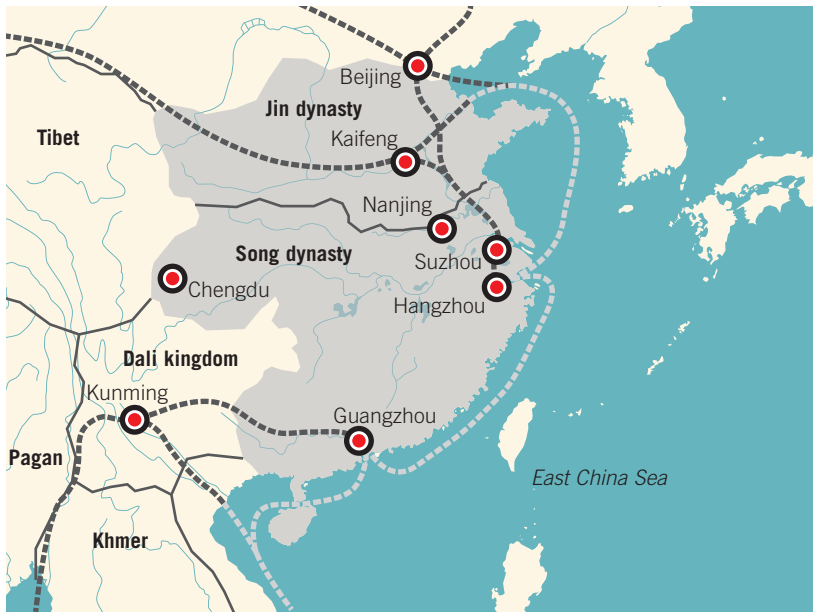 Beijing
Jin dynasty
Tibet
Kaifeng
Nanjing
Song dynasty
Suzhou
Chengdu
Hangzhou
Dali kingdom
Kunming
Guangzhou
Pagan
East China Sea
Khmer